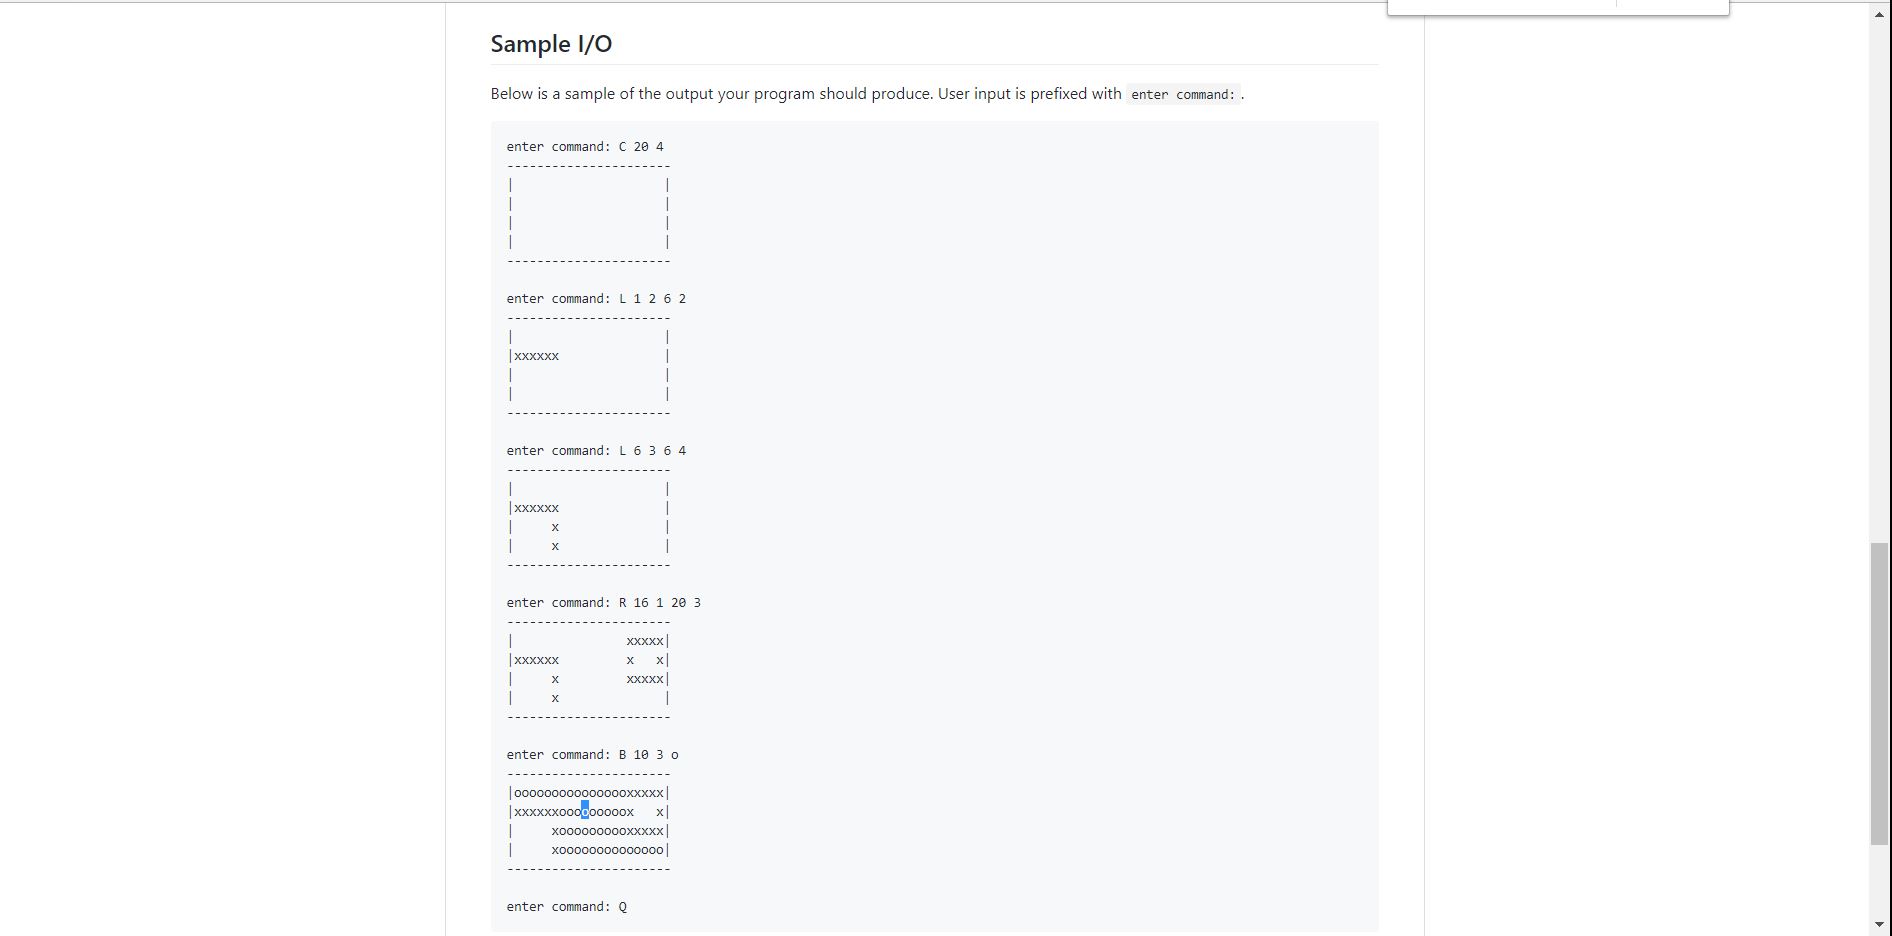 Sample I/O
Below is a sample of the output your program should produce. User input is prefixed with enter command: .
enter command: C 20 4
----------------------
|                    |
|                    |
|                    |
|                    |
----------------------
enter command: L 1 2 6 2
----------------------
|                    |
|xxxxxx              |
|                    |
|                    |
----------------------
enter command: L 6 3 6 4
----------------------
|                    |
|xxxxxx              |
|     x              |
|     x              |
----------------------
enter command: R 16 1 20 3
----------------------
|               xxxxx|
|xxxxxx         x   x|
|     x         xxxxx|
|     x              |
----------------------
enter command: B 10 3 o
----------------------
|oooooooooooooooxxxxx|
|xxxxxxooooooooox   x|
|     xoooooooooxxxxx|
|     xoooooooooooooo|
----------------------
enter command: Q